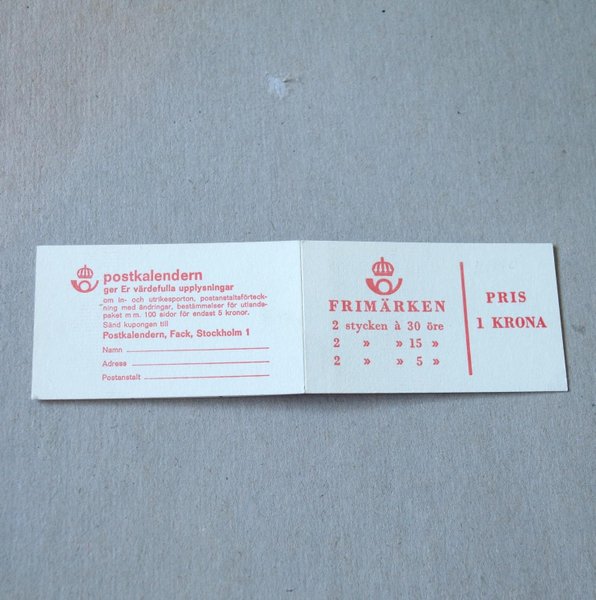 postkalendern
ger Er värdefulla upplysningar
om In- och utrikesporton, postanstaltsförteck-
ning med ändringar, bestämmelser för utlands-
paket m m. 100 sidor för endast 5 kronor.
Sänd kupongen till
Postkalendern, Fack, Stockholm 1
Namn
Adress
Postanstalt
FRIMÄRKEN
2 stycken à 30 öre
2 » » 15 »
2 » » 5 »
PRIS
1 KRONA